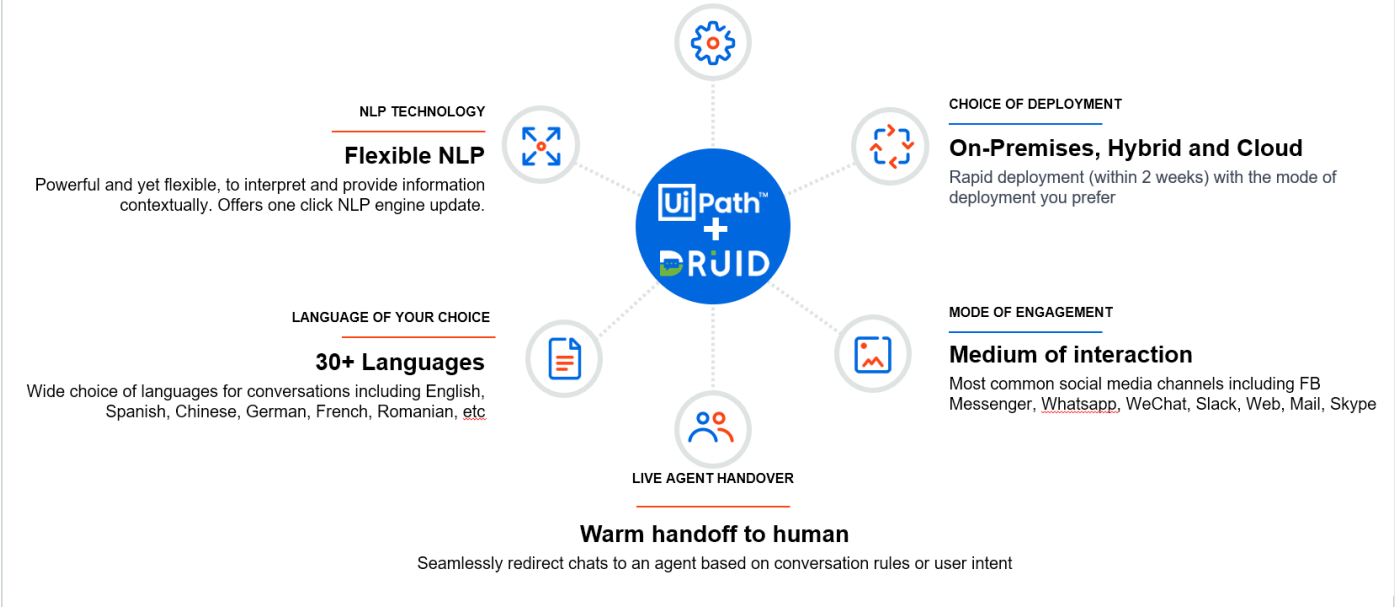 NLP TECHNOLOGY
Flexible NLP
Powerful and yet flexible, to interpret and provide information
contextually. Offers one click NLP engine update.
CHOICE OF DEPLOYMENT
On-Premises, Hybrid and Cloud
Rapid deployment (within 2 weeks) with the mode of
deployment you prefer
UiPath™
+
DRUID
LANGUAGE OF YOUR CHOICE
30+ Languages
Wide choice of languages for conversations including English,
Spanish, Chinese, German, French, Romanian, etc
MODE OF ENGAGEMENT
Medium of interaction
Most common social media channels including FB
Messenger, Whatsapp, WeChat, Slack, Web, Mail, Skype
LIVE AGENT HANDOVER
Warm handoff to human
Seamlessly redirect chats to an agent based on conversation rules or user intent